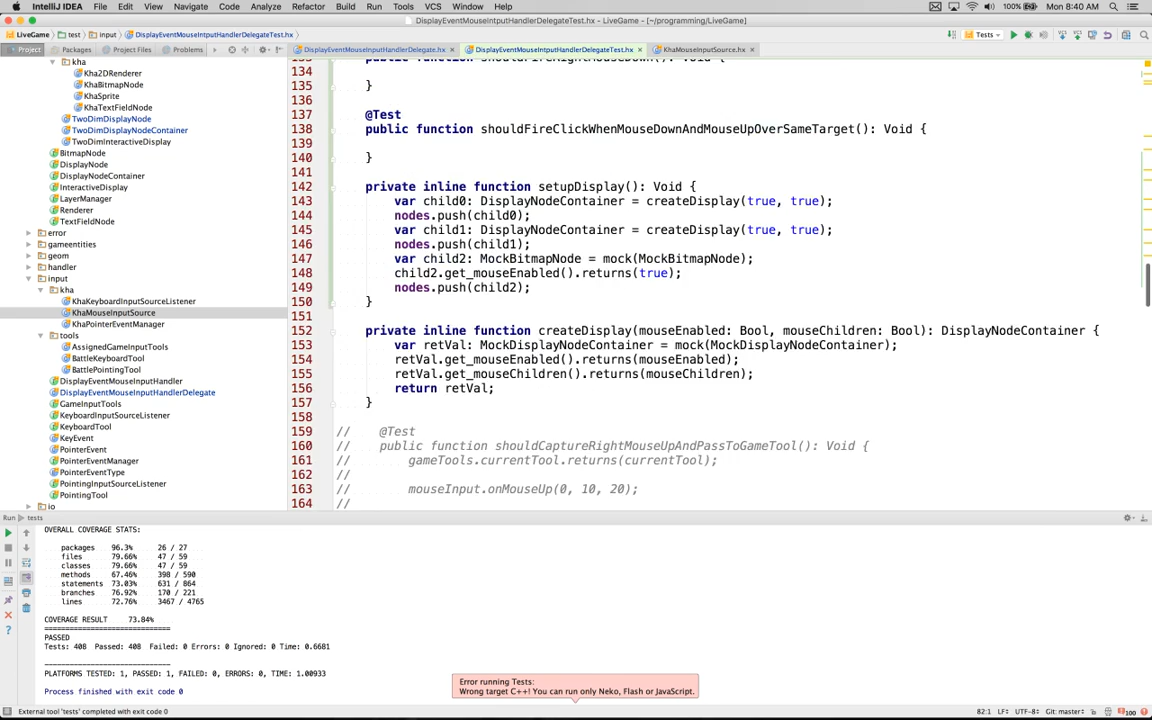 IntelliJ IDEA File Edit View Navigate Code Analyze Refactor Build Run Tools VCS Window Help 100% Mon 8:40 AM
DisplayEventMouseIntputHandlerDelegateTest.hx - LiveGame - [~/programming/LiveGame]
LiveGame test input DisplayEventMouseIntputHandlerDelegateTest.hx Tests
Project Packages Project Files Problems DisplayEventMouseInputHandlerDelegate.hx DisplayEventMouseIntputHandlerDelegateTest.hx KhaMouseInputSource.hx
kha
Kha2DRenderer
KhaBitmapNode
KhaSprite
KhaTextFieldNode
TwoDimDisplayNode
TwoDimDisplayNodeContainer
TwoDimInteractiveDisplay
BitmapNode
DisplayNode
DisplayNodeContainer
InteractiveDisplay
LayerManager
Renderer
TextFieldNode
error
gameentities
geom
handler
input
kha
KhaKeyboardInputSourceListener
KhaMouseInputSource
KhaPointerEventManager
tools
AssignedGameInputTools
BattleKeyboardTool
BattlePointingTool
DisplayEventMouseInputHandler
DisplayEventMouseInputHandlerDelegate
GameInputTools
KeyboardInputSourceListener
KeyboardTool
KeyEvent
PointerEvent
PointerEventManager
PointerEventType
PointingInputSourceListener
PointingTool
io
133 public function shouldFireRightMouseDown(): Void {
134
135 }
136
137 @Test
138 public function shouldFireClickWhenMouseDownAndMouseUpOverSameTarget(): Void {
139
140 }
141
142 private inline function setupDisplay(): Void {
143 var child0: DisplayNodeContainer = createDisplay(true, true);
144 nodes.push(child0);
145 var child1: DisplayNodeContainer = createDisplay(true, true);
146 nodes.push(child1);
147 var child2: MockBitmapNode = mock(MockBitmapNode);
148 child2.get_mouseEnabled().returns(true);
149 nodes.push(child2);
150 }
151
152 private inline function createDisplay(mouseEnabled: Bool, mouseChildren: Bool): DisplayNodeContainer {
153 var retVal: MockDisplayNodeContainer = mock(MockDisplayNodeContainer);
154 retVal.get_mouseEnabled().returns(mouseEnabled);
155 retVal.get_mouseChildren().returns(mouseChildren);
156 return retVal;
157 }
158
159 // @Test
160 // public function shouldCaptureRightMouseUpAndPassToGameTool(): Void {
161 // gameTools.currentTool.returns(currentTool);
162 //
163 // mouseInput.onMouseUp(0, 10, 20);
164 //
Run tests
OVERALL COVERAGE STATS:
packages 96.3% 26 / 27
files 79.66% 47 / 59
classes 79.66% 47 / 59
methods 67.46% 398 / 590
statements 73.03% 631 / 864
branches 76.92% 170 / 221
lines 72.76% 3467 / 4765
COVERAGE RESULT 73.84%
==============================
PASSED
Tests: 408 Passed: 408 Failed: 0 Errors: 0 Ignored: 0 Time: 0.6681
------------------------------
PLATFORMS TESTED: 1, PASSED: 1, FAILED: 0, ERRORS: 0, TIME: 1.00933
Process finished with exit code 0
Error running Tests:
Wrong target C++! You can run only Neko, Flash or JavaScript.
External tool 'tests' completed with exit code 0 82:1 LF UTF-8 Git: master 100